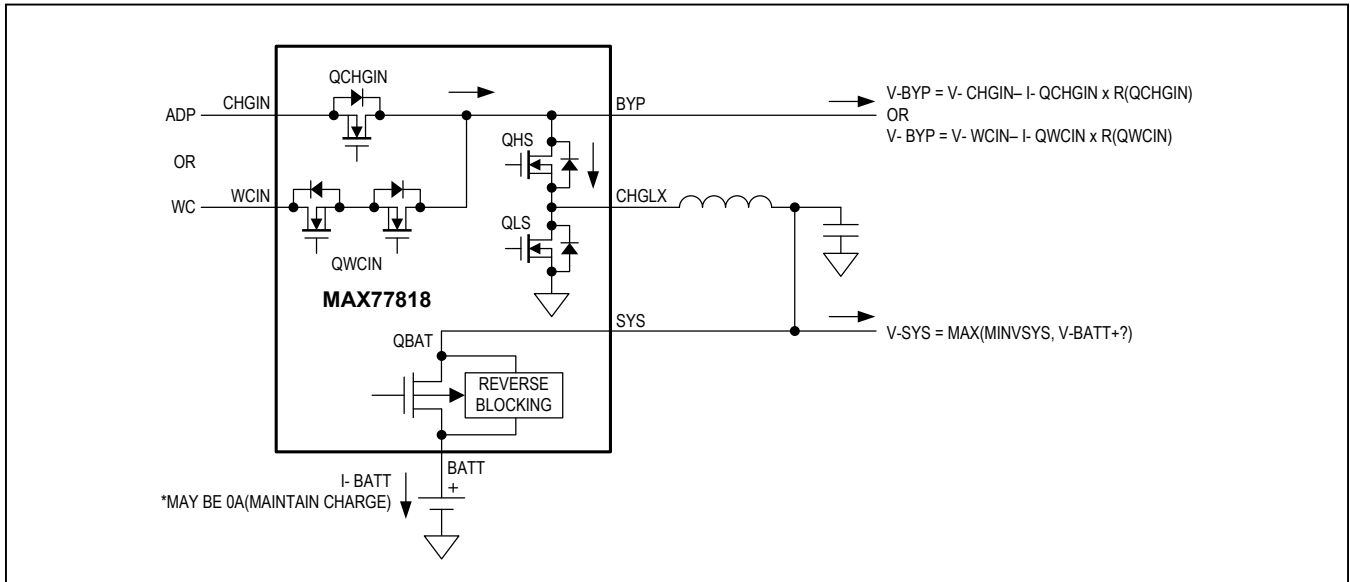 QCHGIN
ADP
CHGIN
BYP
V-BYP = V- CHGIN– I- QCHGIN x R(QCHGIN)
OR
V- BYP = V- WCIN– I- QWCIN x R(QWCIN)
OR
QHS
WC
WCIN
CHGLX
QLS
QWCIN
MAX77818
SYS
V-SYS = MAX(MINVSYS, V-BATT+?)
QBAT
REVERSE
BLOCKING
BATT
I- BATT
+
*MAY BE 0A(MAINTAIN CHARGE)